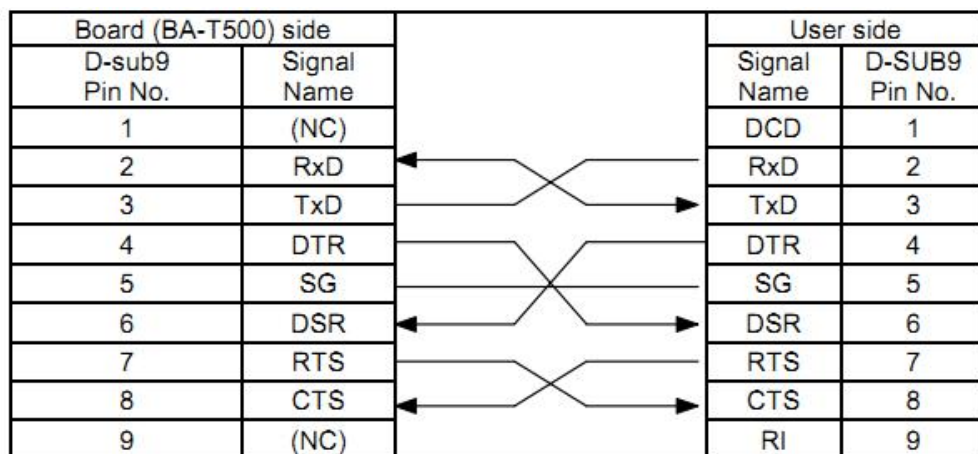 Board (BA-T500) side User side
D-sub9 Signal Signal D-SUB9
Pin No. Name Name Pin No.
1 (NC) DCD 1
2 RxD RxD 2
3 TxD TxD 3
4 DTR DTR 4
5 SG SG 5
6 DSR DSR 6
7 RTS RTS 7
8 CTS CTS 8
9 (NC) RI 9